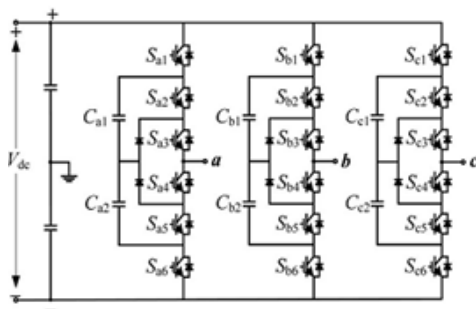 +
+
S_a1 S_b1 S_c1
S_a2 S_b2 S_c2
C_a1 C_b1 C_c1
S_a3 S_b3 S_c3
V_dc a b c
S_a4 S_b4 S_c4
C_a2 C_b2 C_c2
S_a5 S_b5 S_c5
S_a6 S_b6 S_c6
−